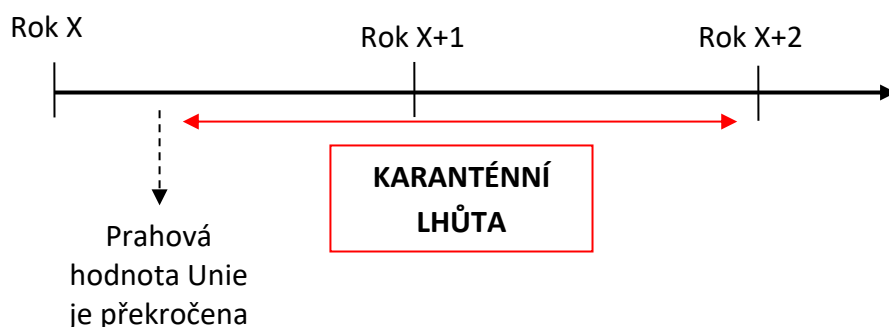 Rok X
Rok X+1
Rok X+2
KARANTÉNNÍ
LHŮTA
Prahová
hodnota Unie
je překročena